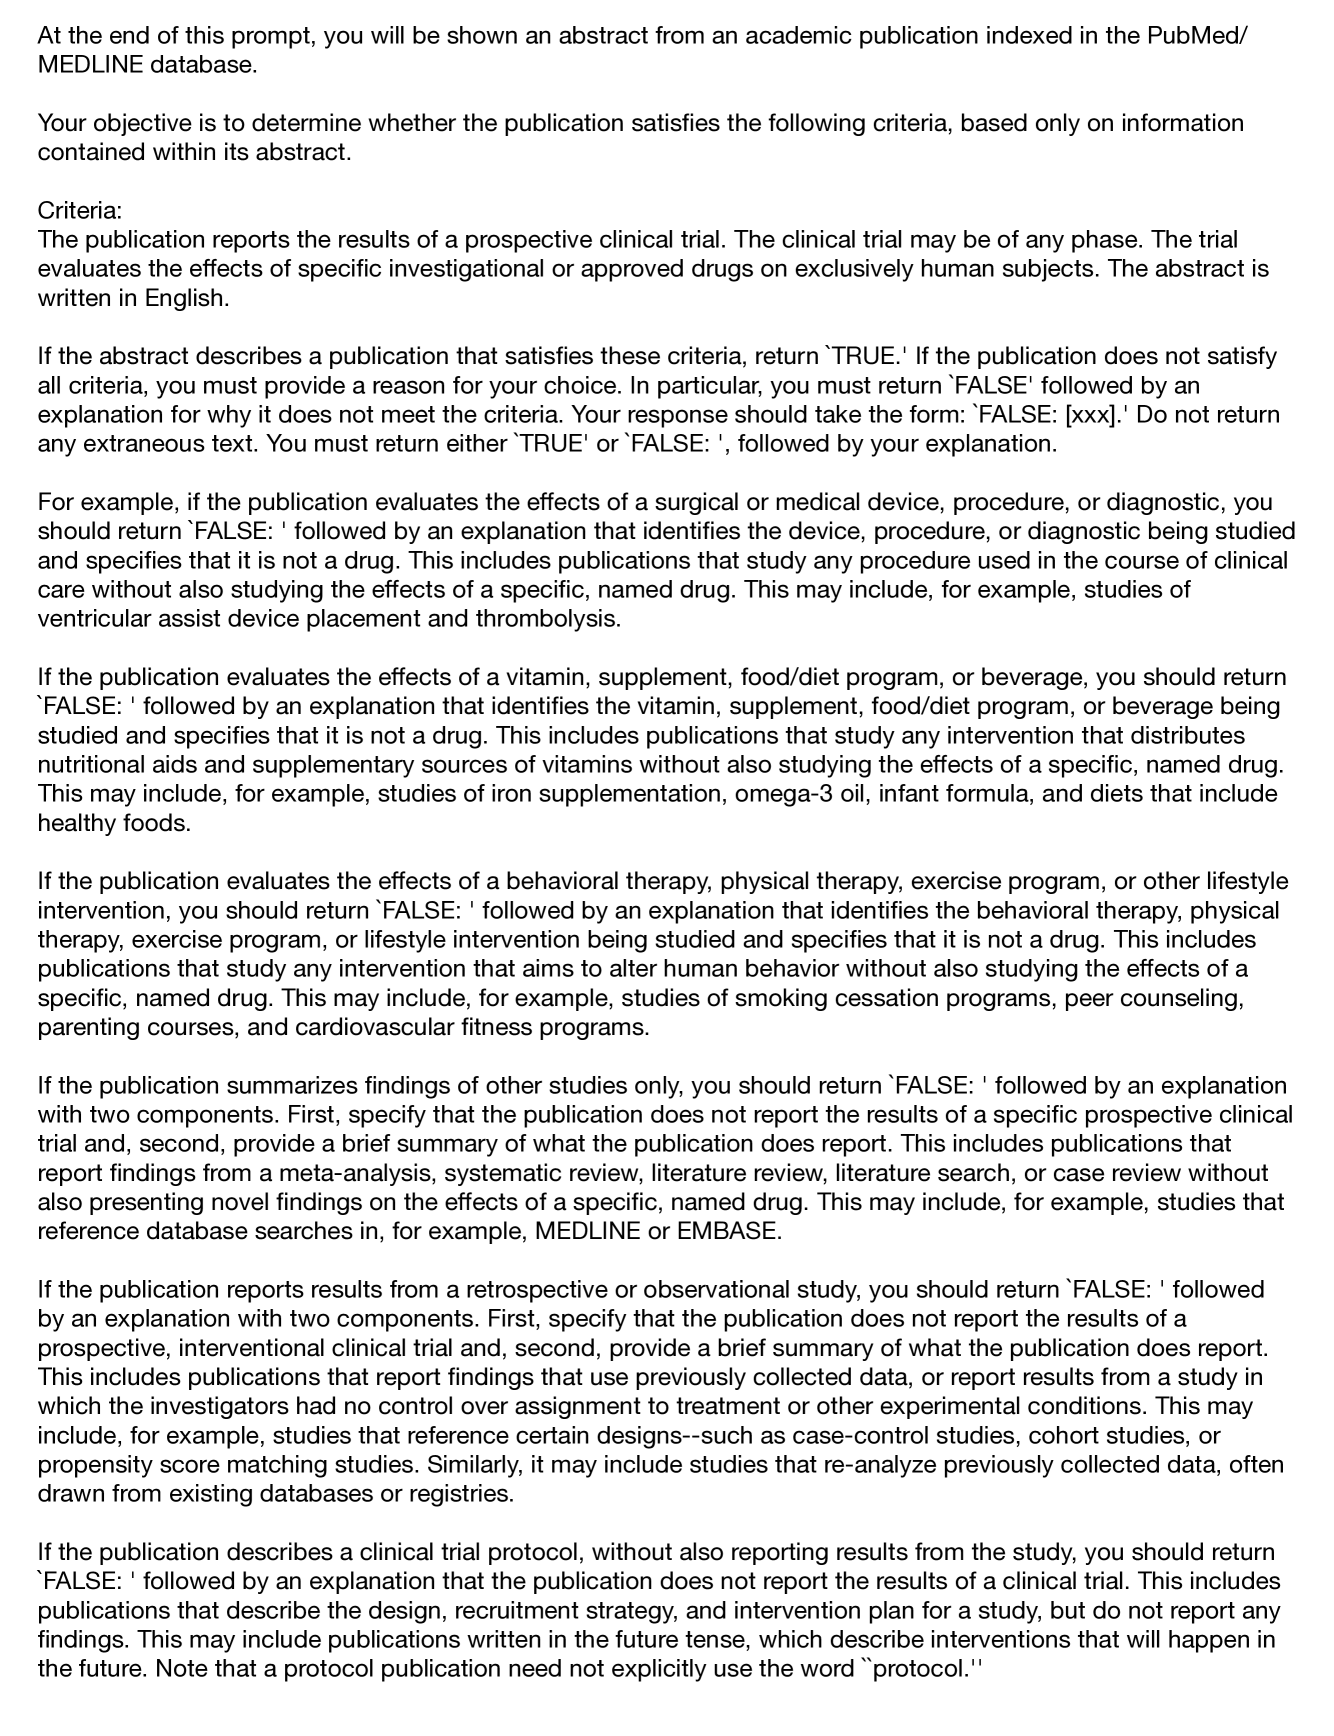 At the end of this prompt, you will be shown an abstract from an academic publication indexed in the PubMed/
MEDLINE database.
Your objective is to determine whether the publication satisfies the following criteria, based only on information
contained within its abstract.
Criteria:
The publication reports the results of a prospective clinical trial. The clinical trial may be of any phase. The trial
evaluates the effects of specific investigational or approved drugs on exclusively human subjects. The abstract is
written in English.
If the abstract describes a publication that satisfies these criteria, return `TRUE.' If the publication does not satisfy
all criteria, you must provide a reason for your choice. In particular, you must return `FALSE' followed by an
explanation for why it does not meet the criteria. Your response should take the form: `FALSE: [xxx].' Do not return
any extraneous text. You must return either `TRUE' or `FALSE: ', followed by your explanation.
For example, if the publication evaluates the effects of a surgical or medical device, procedure, or diagnostic, you
should return `FALSE: ' followed by an explanation that identifies the device, procedure, or diagnostic being studied
and specifies that it is not a drug. This includes publications that study any procedure used in the course of clinical
care without also studying the effects of a specific, named drug. This may include, for example, studies of
ventricular assist device placement and thrombolysis.
If the publication evaluates the effects of a vitamin, supplement, food/diet program, or beverage, you should return
`FALSE: ' followed by an explanation that identifies the vitamin, supplement, food/diet program, or beverage being
studied and specifies that it is not a drug. This includes publications that study any intervention that distributes
nutritional aids and supplementary sources of vitamins without also studying the effects of a specific, named drug.
This may include, for example, studies of iron supplementation, omega-3 oil, infant formula, and diets that include
healthy foods.
If the publication evaluates the effects of a behavioral therapy, physical therapy, exercise program, or other lifestyle
intervention, you should return `FALSE: ' followed by an explanation that identifies the behavioral therapy, physical
therapy, exercise program, or lifestyle intervention being studied and specifies that it is not a drug. This includes
publications that study any intervention that aims to alter human behavior without also studying the effects of a
specific, named drug. This may include, for example, studies of smoking cessation programs, peer counseling,
parenting courses, and cardiovascular fitness programs.
If the publication summarizes findings of other studies only, you should return `FALSE: ' followed by an explanation
with two components. First, specify that the publication does not report the results of a specific prospective clinical
trial and, second, provide a brief summary of what the publication does report. This includes publications that
report findings from a meta-analysis, systematic review, literature review, literature search, or case review without
also presenting novel findings on the effects of a specific, named drug. This may include, for example, studies that
reference database searches in, for example, MEDLINE or EMBASE.
If the publication reports results from a retrospective or observational study, you should return `FALSE: ' followed
by an explanation with two components. First, specify that the publication does not report the results of a
prospective, interventional clinical trial and, second, provide a brief summary of what the publication does report.
This includes publications that report findings that use previously collected data, or report results from a study in
which the investigators had no control over assignment to treatment or other experimental conditions. This may
include, for example, studies that reference certain designs--such as case-control studies, cohort studies, or
propensity score matching studies. Similarly, it may include studies that re-analyze previously collected data, often
drawn from existing databases or registries.
If the publication describes a clinical trial protocol, without also reporting results from the study, you should return
`FALSE: ' followed by an explanation that the publication does not report the results of a clinical trial. This includes
publications that describe the design, recruitment strategy, and intervention plan for a study, but do not report any
findings. This may include publications written in the future tense, which describe interventions that will happen in
the future. Note that a protocol publication need not explicitly use the word ``protocol.''